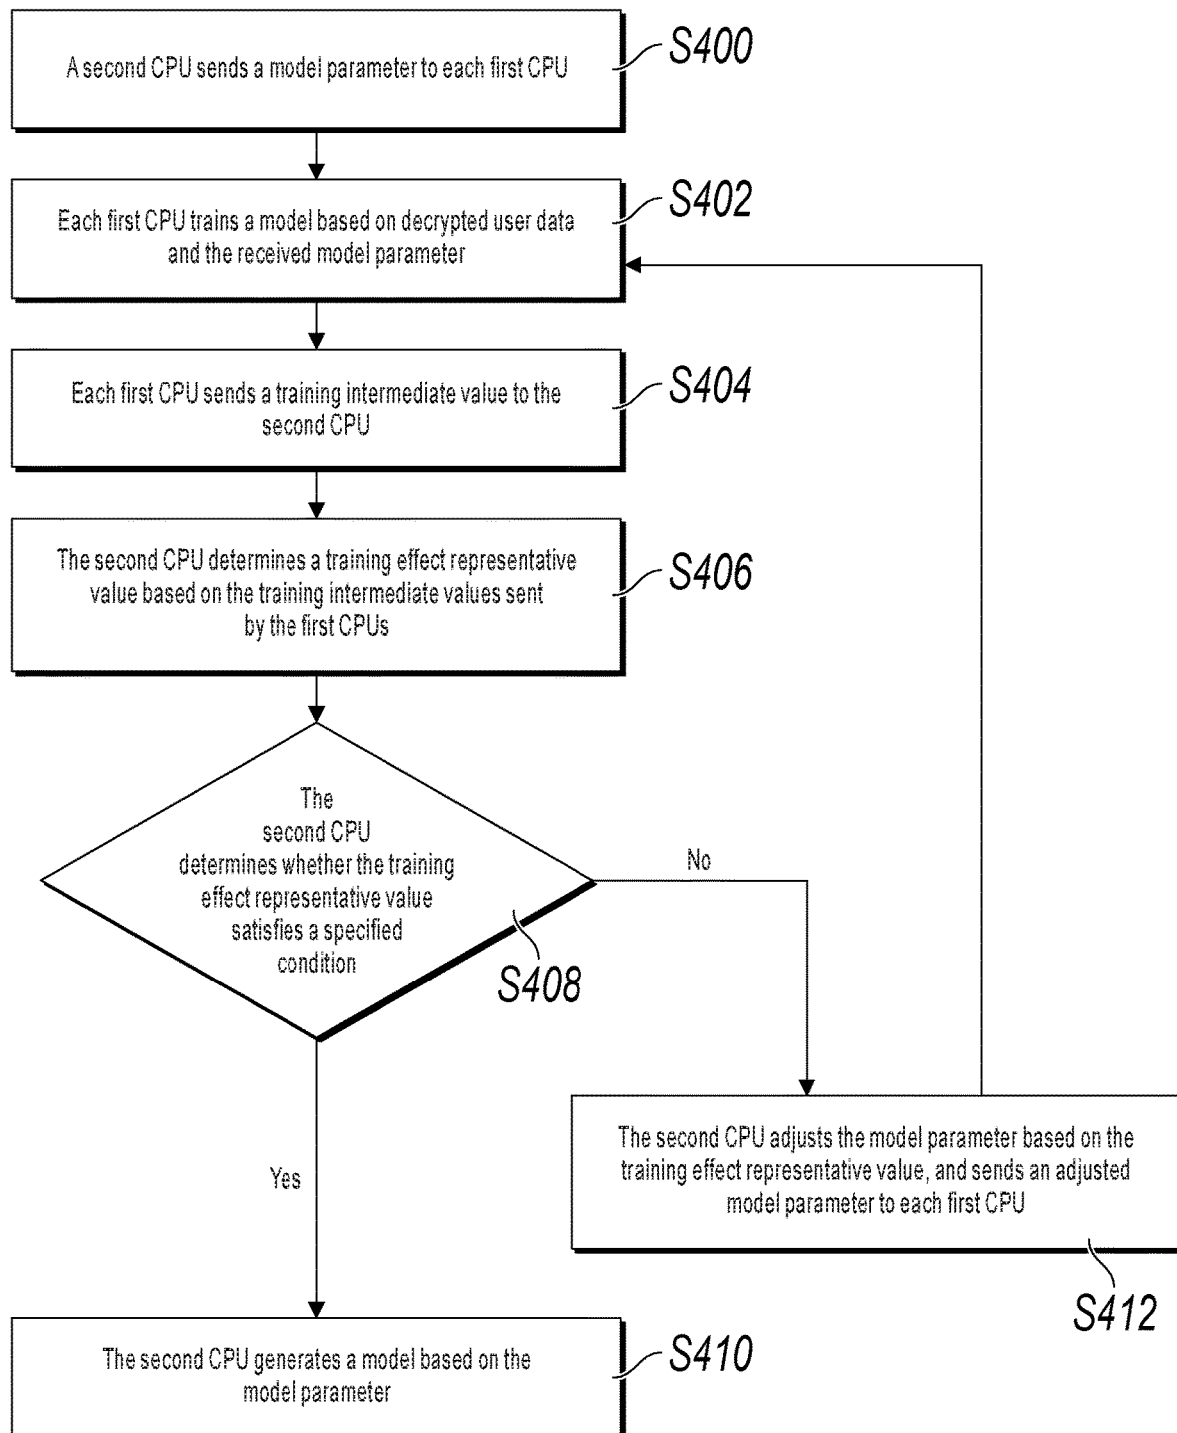 A second CPU sends a model parameter to each first CPU
S400
Each first CPU trains a model based on decrypted user data
and the received model parameter
S402
Each first CPU sends a training intermediate value to the
second CPU
S404
The second CPU determines a training effect representative
value based on the training intermediate values sent
by the first CPUs
S406
The
second CPU
determines whether the training
effect representative value
satisfies a specified
condition
S408
No
Yes
The second CPU adjusts the model parameter based on the
training effect representative value, and sends an adjusted
model parameter to each first CPU
S412
The second CPU generates a model based on the
model parameter
S410